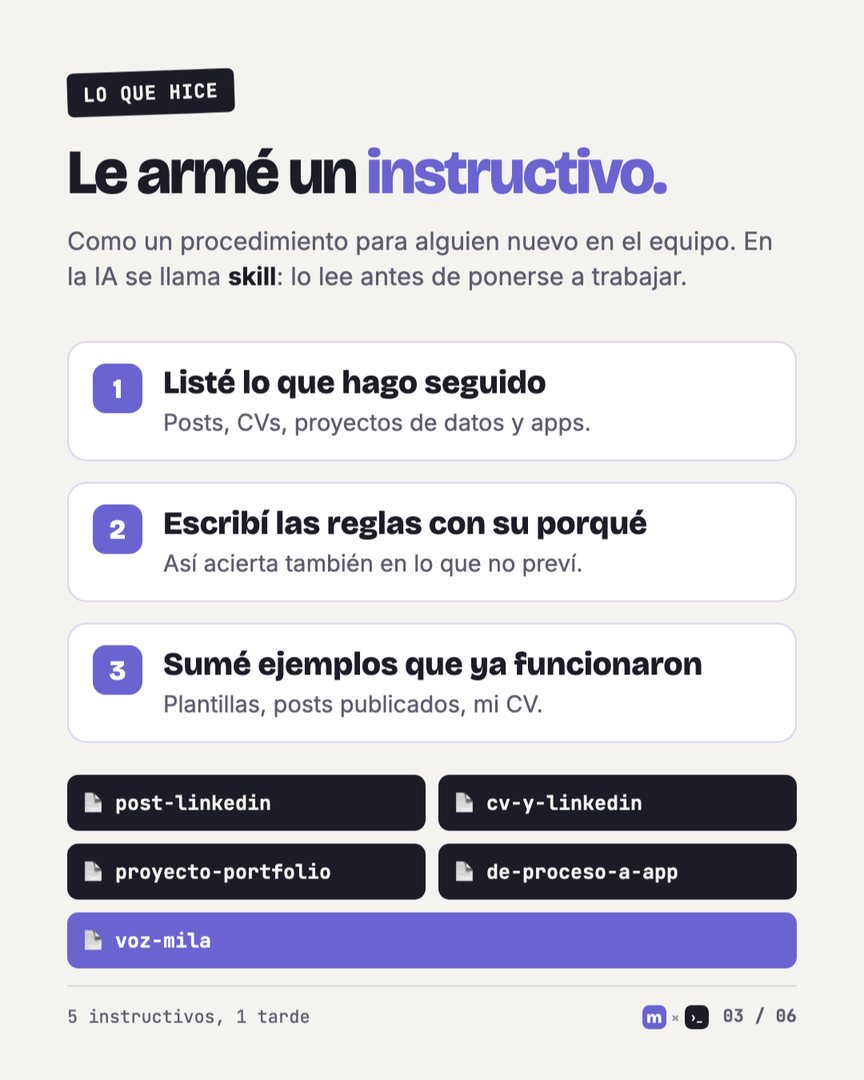 LO QUE HICE
Le armé un instructivo.
Como un procedimiento para alguien nuevo en el equipo. En
la IA se llama skill: lo lee antes de ponerse a trabajar.
1
Listé lo que hago seguido
Posts, CVs, proyectos de datos y apps.
2
Escribí las reglas con su porqué
Así acierta también en lo que no preví.
3
Sumé ejemplos que ya funcionaron
Plantillas, posts publicados, mi CV.
post-linkedin
cv-y-linkedin
proyecto-portfolio
de-proceso-a-app
voz-mila
5 instructivos, 1 tarde
m × ›_ 03 / 06